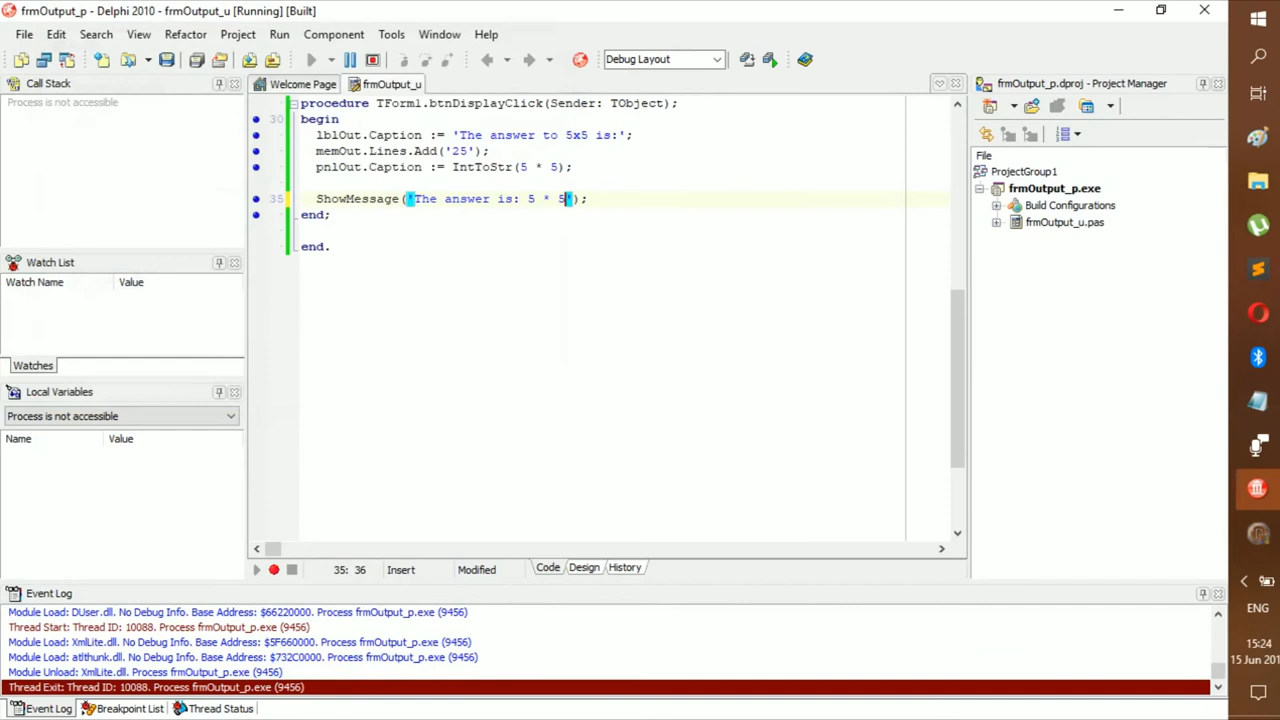 frmOutput_p - Delphi 2010 - frmOutput_u [Running] [Built]
File Edit Search View Refactor Project Run Component Tools Window Help
Debug Layout
Call Stack
Process is not accessible
Welcome Page
frmOutput_u
frmOutput_p.dproj - Project Manager
procedure TForm1.btnDisplayClick(Sender: TObject);
30 begin
lblOut.Caption := 'The answer to 5x5 is:';
memOut.Lines.Add('25');
pnlOut.Caption := IntToStr(5 * 5);
35 ShowMessage('The answer is: 5 * 5');
end;
end.
File
ProjectGroup1
frmOutput_p.exe
Build Configurations
frmOutput_u.pas
Watch List
Watch Name Value
Watches
Local Variables
Process is not accessible
Name Value
35: 36 Insert Modified Code Design History
Event Log
Module Load: DUser.dll. No Debug Info. Base Address: $66220000. Process frmOutput_p.exe (9456)
Thread Start: Thread ID: 10088. Process frmOutput_p.exe (9456)
Module Load: XmlLite.dll. No Debug Info. Base Address: $5F660000. Process frmOutput_p.exe (9456)
Module Load: atlthunk.dll. No Debug Info. Base Address: $732C0000. Process frmOutput_p.exe (9456)
Module Unload: XmlLite.dll. Process frmOutput_p.exe (9456)
Thread Exit: Thread ID: 10088. Process frmOutput_p.exe (9456)
Event Log Breakpoint List Thread Status
ENG
15:24
15 Jun 201